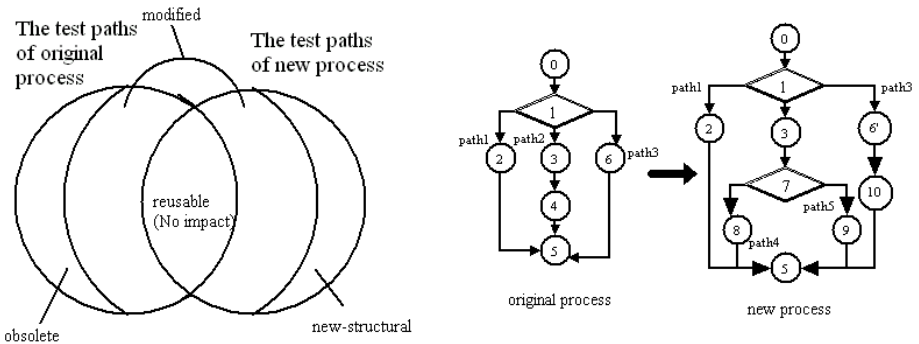 The test paths
of original
process
modified
The test paths
of new process
reusable
(No impact)
obsolete
new-structural
0
1
path1
path2
path3
2
3
6
4
5
original process
0
1
path1
path3
2
3
6'
7
10
path5
8
9
path4
5
new process